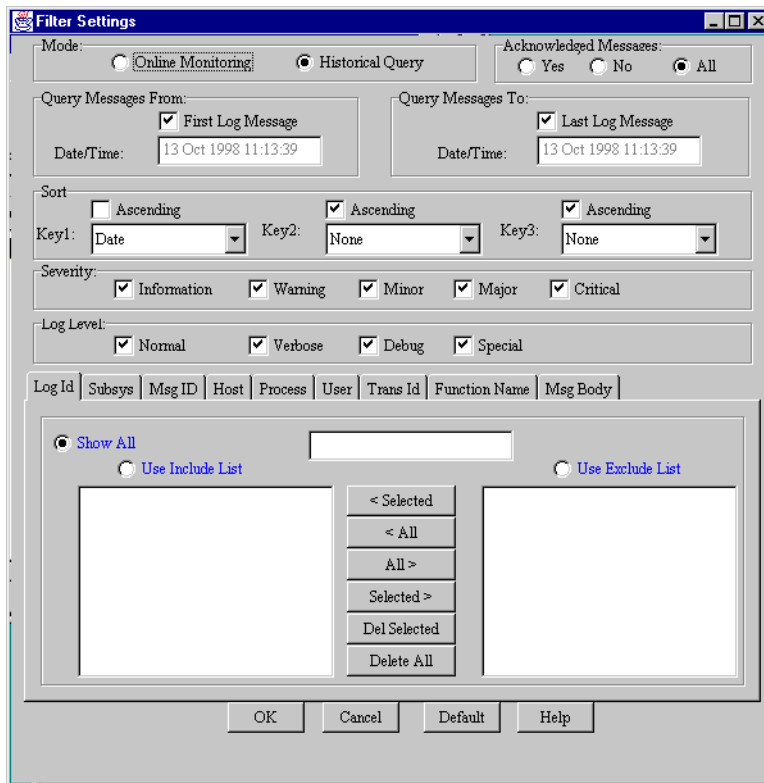 Filter Settings
Mode:
Online Monitoring
Historical Query
Acknowledged Messages:
Yes
No
All
Query Messages From:
First Log Message
Date/Time:
13 Oct 1998 11:13:39
Query Messages To:
Last Log Message
Date/Time:
13 Oct 1998 11:13:39
Sort
Ascending
Key1:
Date
Ascending
Key2:
None
Ascending
Key3:
None
Severity:
Information
Warning
Minor
Major
Critical
Log Level:
Normal
Verbose
Debug
Special
Log Id
Subsys
Msg ID
Host
Process
User
Trans Id
Function Name
Msg Body
Show All
Use Include List
Use Exclude List
< Selected
< All
All >
Selected >
Del Selected
Delete All
OK
Cancel
Default
Help